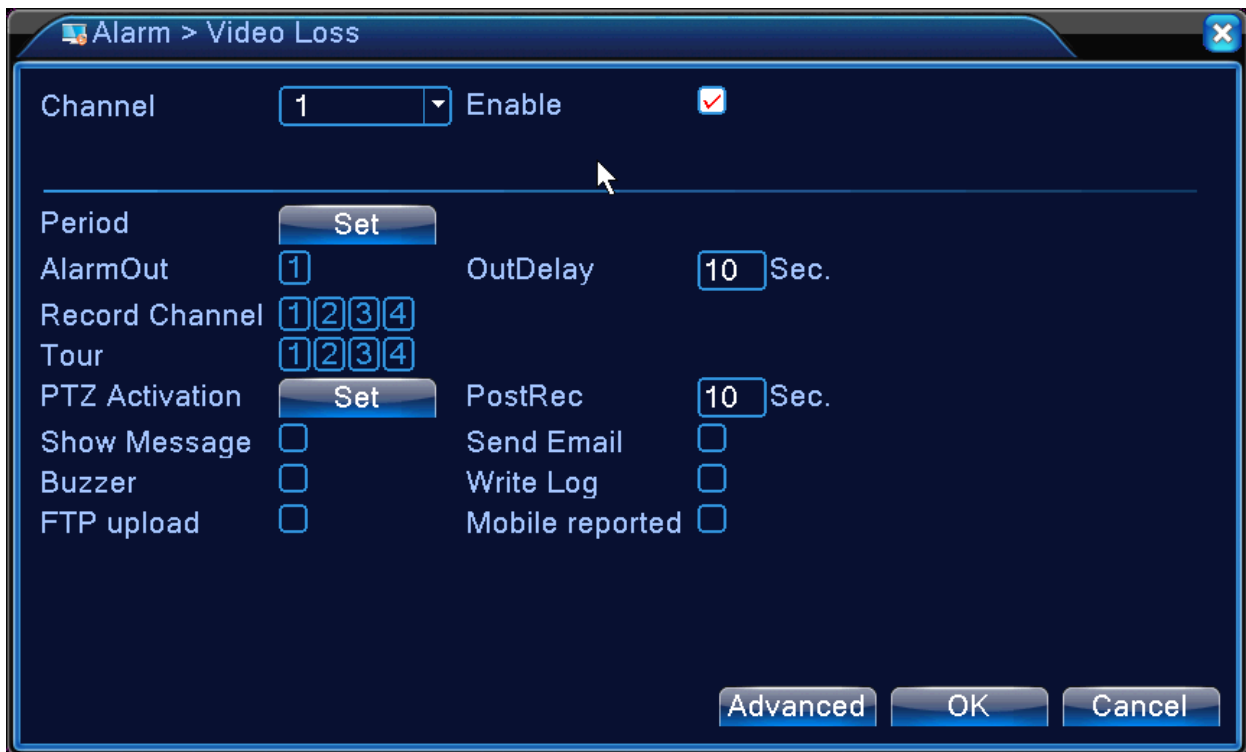 Alarm > Video Loss
Channel 1 Enable
Period Set
AlarmOut 1 OutDelay 10 Sec.
Record Channel 1 2 3 4
Tour 1 2 3 4
PTZ Activation Set PostRec 10 Sec.
Show Message Send Email
Buzzer Write Log
FTP upload Mobile reported
Advanced OK Cancel